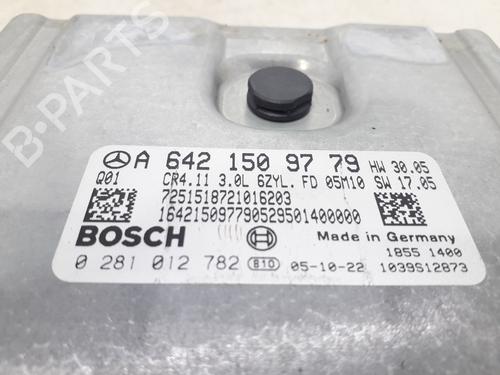 B-PARTS
A 642 150 97 79 HW 30.05
Q01 CR4.11 3.0L 6ZYL. FD 05M10 SW 17.05
7251518721016203
16421509779052950140000
BOSCH Made in Germany
1855 1400
0 281 012 782 B10 05-10-22 1039S12873